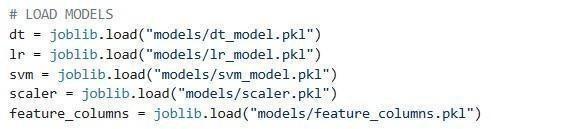 # LOAD MODELS
dt = joblib.load("models/dt_model.pkl")
lr = joblib.load("models/lr_model.pkl")
svm = joblib.load("models/svm_model.pkl")
scaler = joblib.load("models/scaler.pkl")
feature_columns = joblib.load("models/feature_columns.pkl")